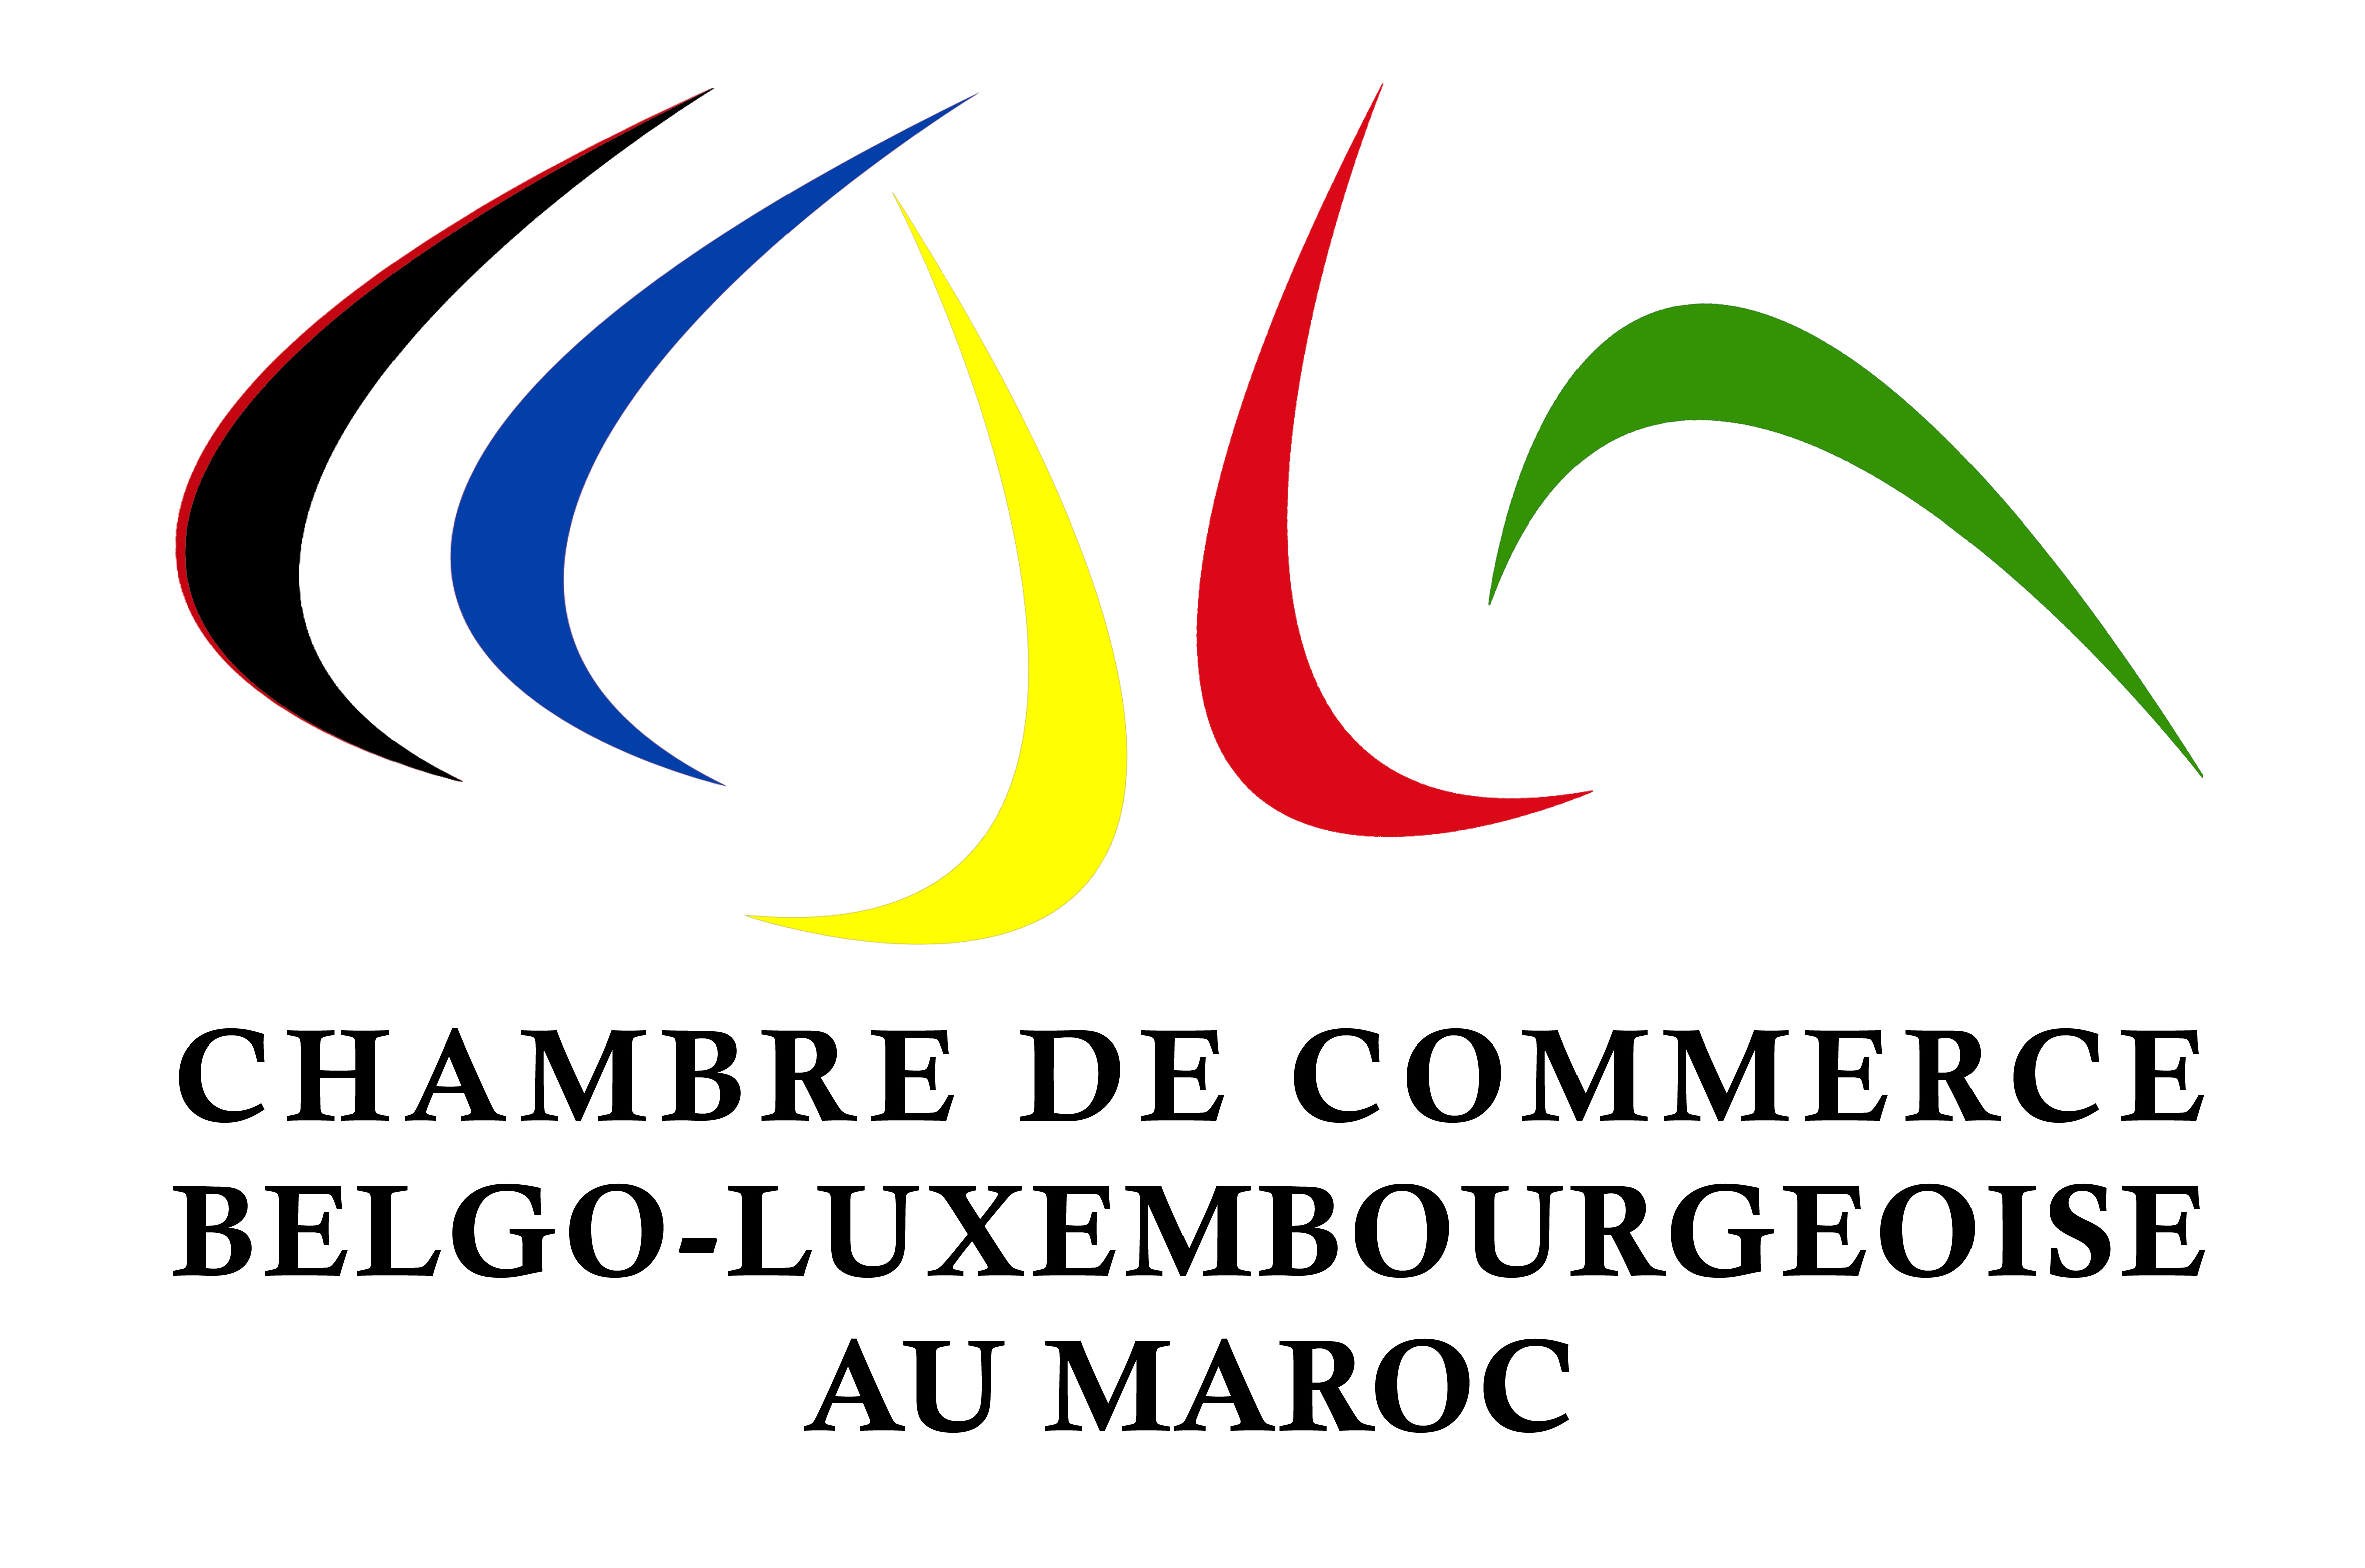 CHAMBRE DE COMMERCE
BELGO-LUXEMBOURGEOISE
AU MAROC